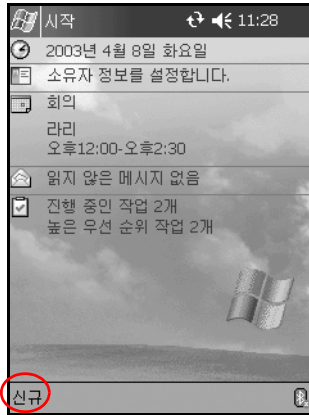 시작 11:28
2003년 4월 8일 화요일
소유자 정보를 설정합니다.
회의
라리
오후12:00-오후2:30
읽지 않은 메시지 없음
진행 중인 작업 2개
높은 우선 순위 작업 2개
신규